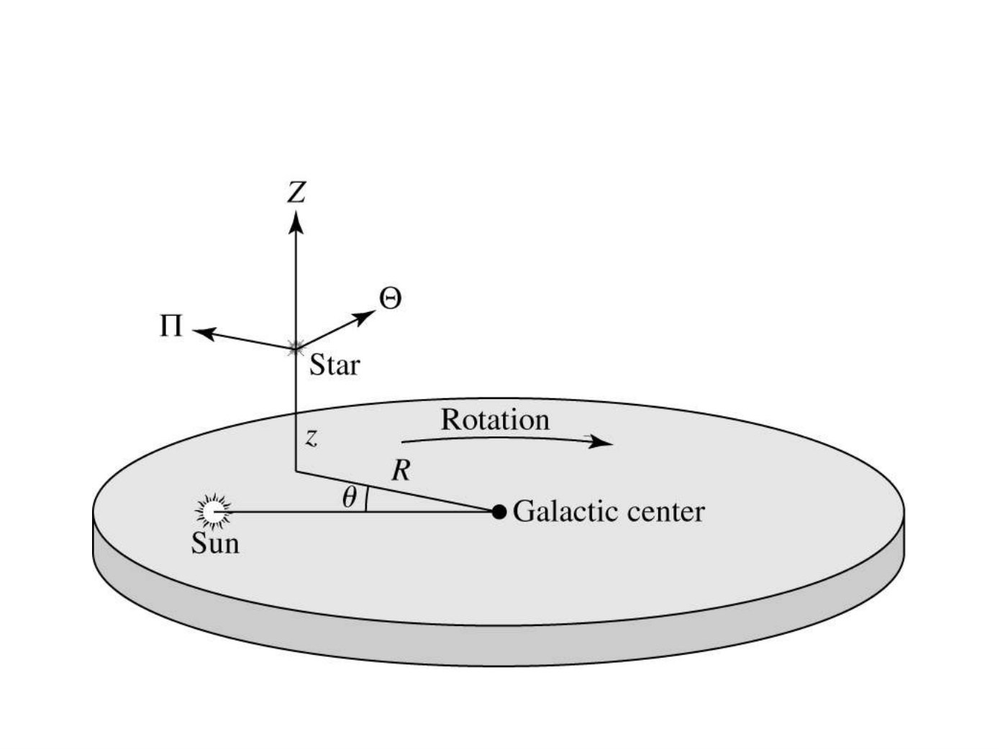 Z
Θ
Π
Star
Rotation
z
R
θ
Galactic center
Sun